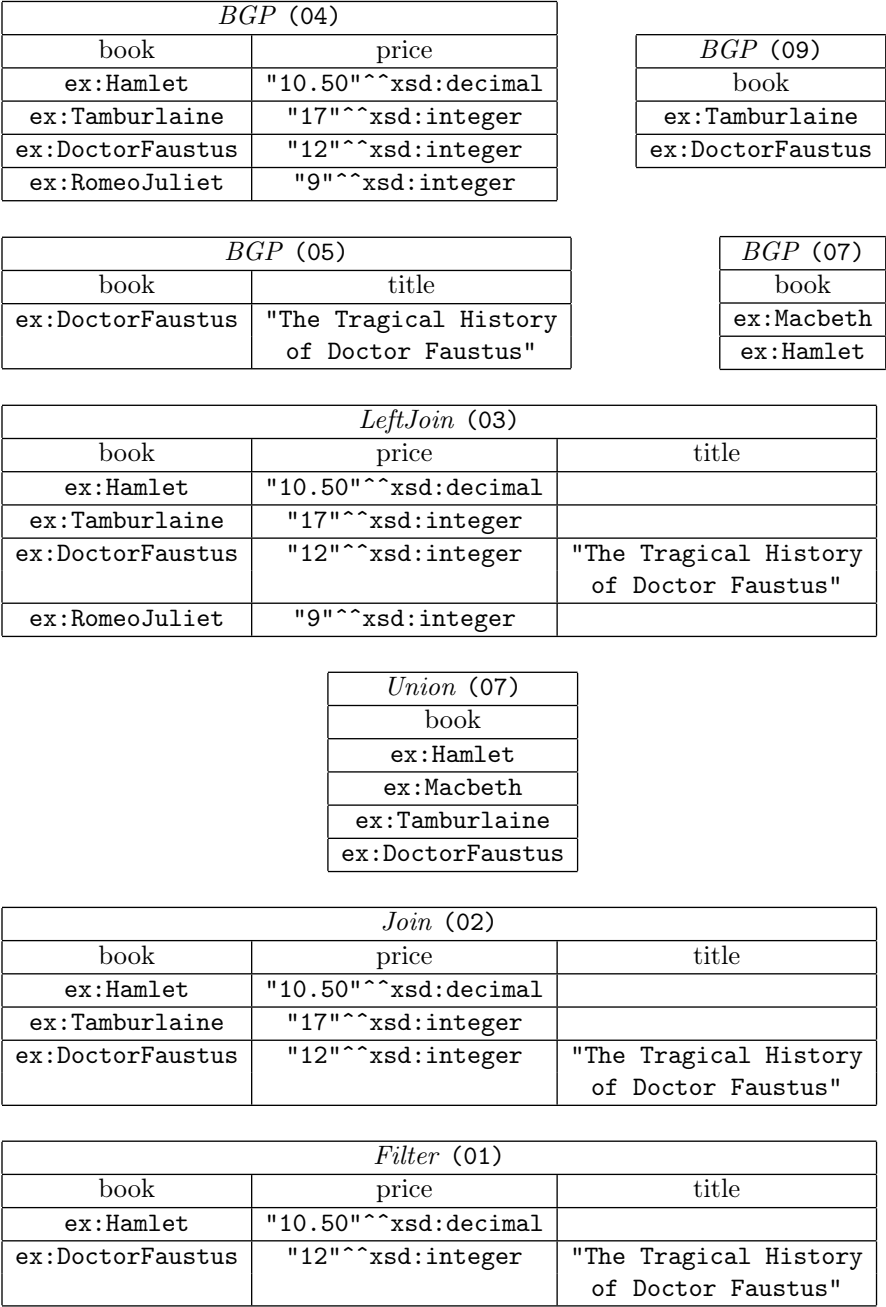 BGP (04)
book price
ex:Hamlet "10.50"^^xsd:decimal
ex:Tamburlaine "17"^^xsd:integer
ex:DoctorFaustus "12"^^xsd:integer
ex:RomeoJuliet "9"^^xsd:integer
BGP (09)
book
ex:Tamburlaine
ex:DoctorFaustus
BGP (05)
book title
ex:DoctorFaustus "The Tragical History
of Doctor Faustus"
BGP (07)
book
ex:Macbeth
ex:Hamlet
LeftJoin (03)
book price title
ex:Hamlet "10.50"^^xsd:decimal
ex:Tamburlaine "17"^^xsd:integer
ex:DoctorFaustus "12"^^xsd:integer "The Tragical History
of Doctor Faustus"
ex:RomeoJuliet "9"^^xsd:integer
Union (07)
book
ex:Hamlet
ex:Macbeth
ex:Tamburlaine
ex:DoctorFaustus
Join (02)
book price title
ex:Hamlet "10.50"^^xsd:decimal
ex:Tamburlaine "17"^^xsd:integer
ex:DoctorFaustus "12"^^xsd:integer "The Tragical History
of Doctor Faustus"
Filter (01)
book price title
ex:Hamlet "10.50"^^xsd:decimal
ex:DoctorFaustus "12"^^xsd:integer "The Tragical History
of Doctor Faustus"